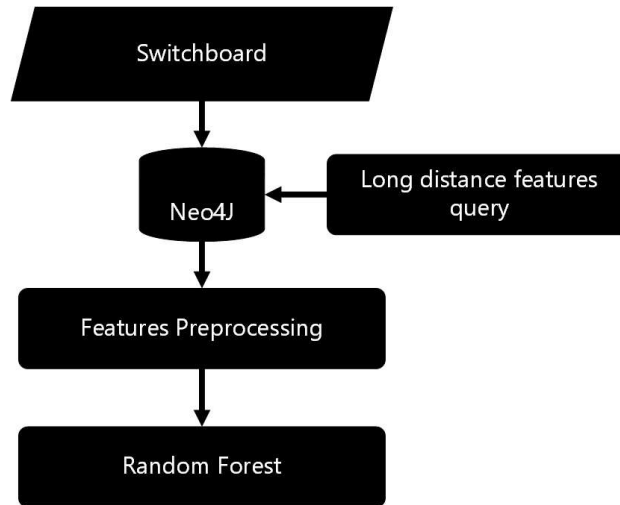 Switchboard
Neo4J
Long distance features
query
Features Preprocessing
Random Forest